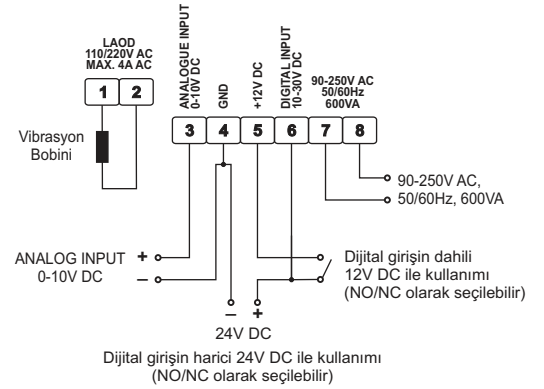 LAOD
110/220V AC
MAX. 4A AC
1 2
Vibrasyon
Bobini
ANALOGUE INPUT
0-10V DC
GND
+12V DC
DIGITAL INPUT
10-30V DC
90-250V AC
50/60Hz
600VA
3 4 5 6 7 8
90-250V AC,
50/60Hz, 600VA
ANALOG INPUT +
0-10V DC –
Dijital girişin dahili
12V DC ile kullanımı
(NO/NC olarak seçilebilir)
– +
24V DC
Dijital girişin harici 24V DC ile kullanımı
(NO/NC olarak seçilebilir)